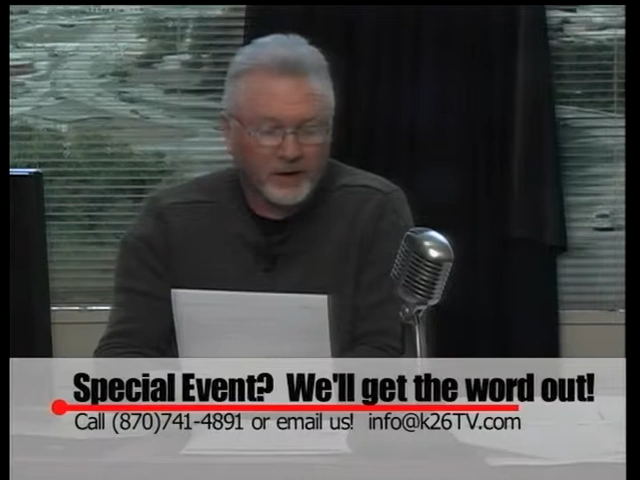 Special Event? We'll get the word out!
Call (870)741-4891 or email us! info@k26TV.com